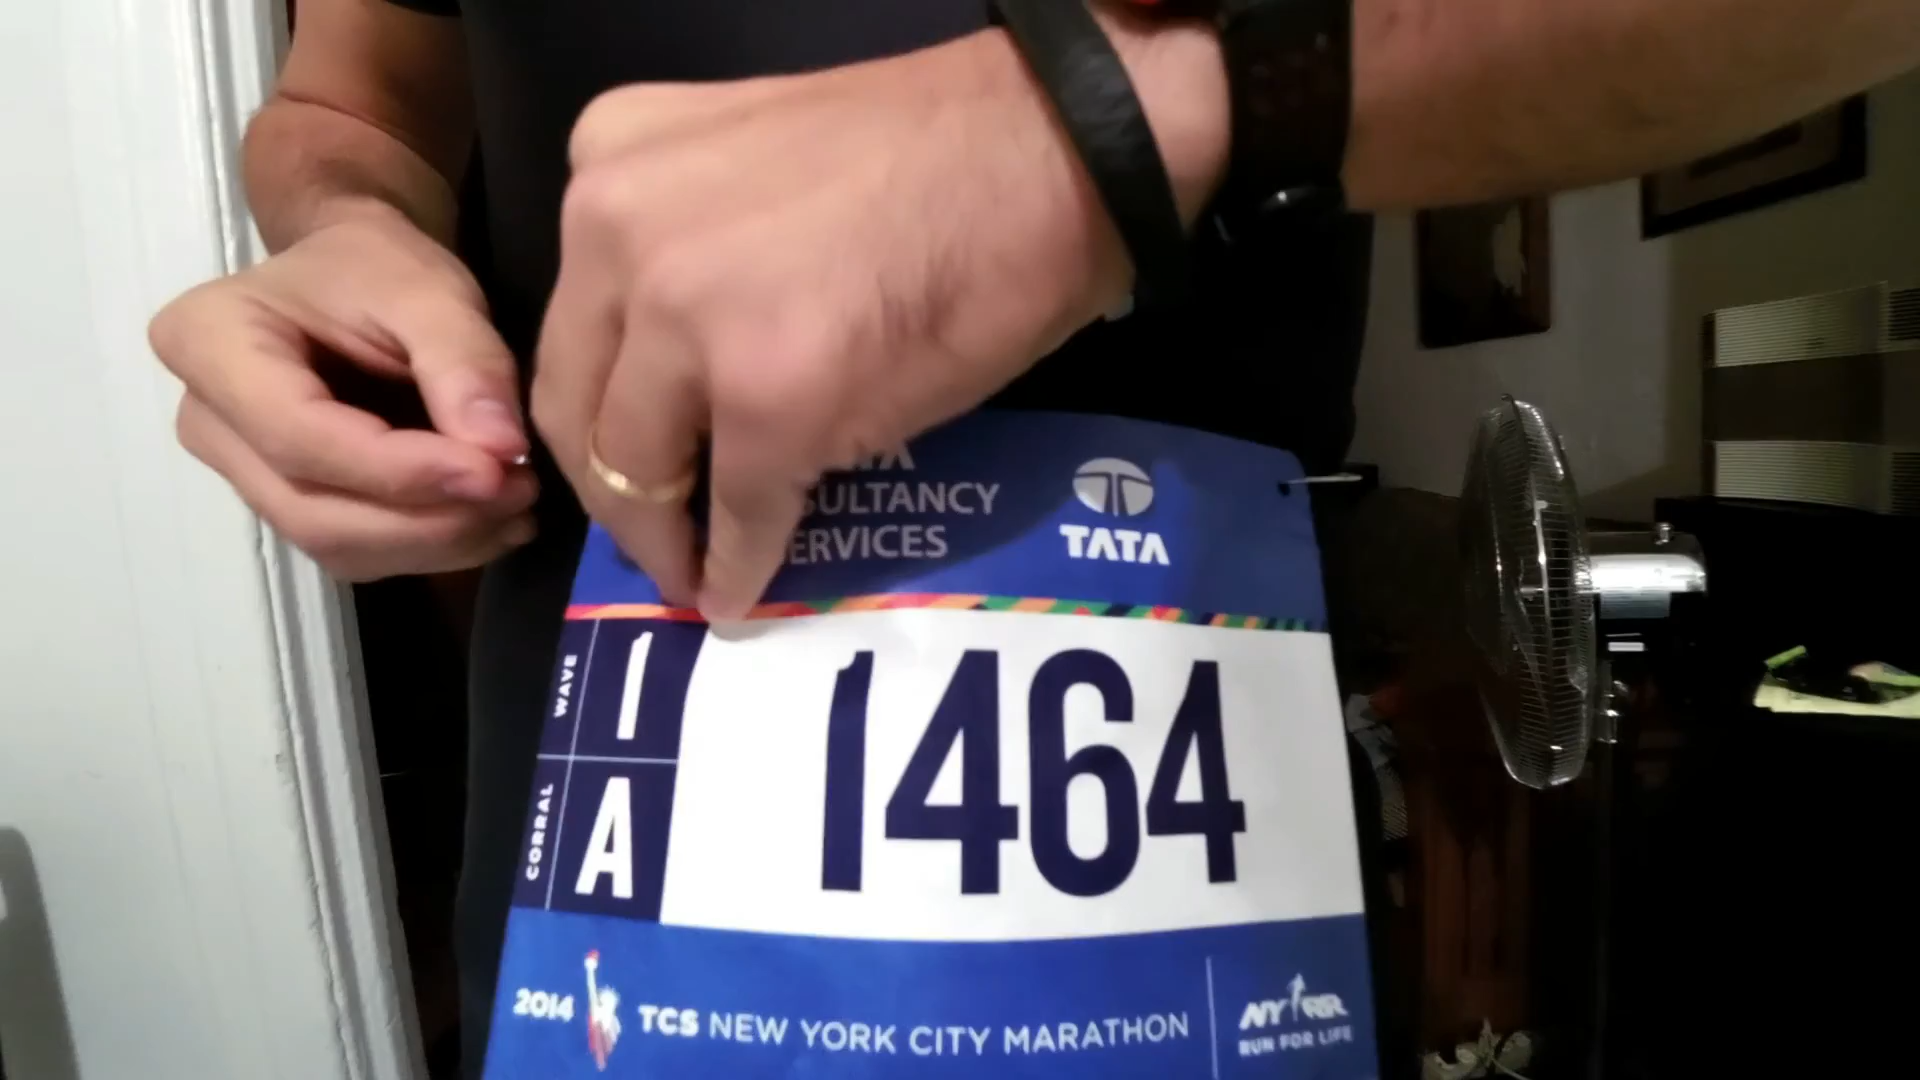 SULTANCY
ERVICES
TATA
WAVE
1
CORRAL
A
1464
2014
TCS NEW YORK CITY MARATHON
NYRR
RUN FOR LIFE